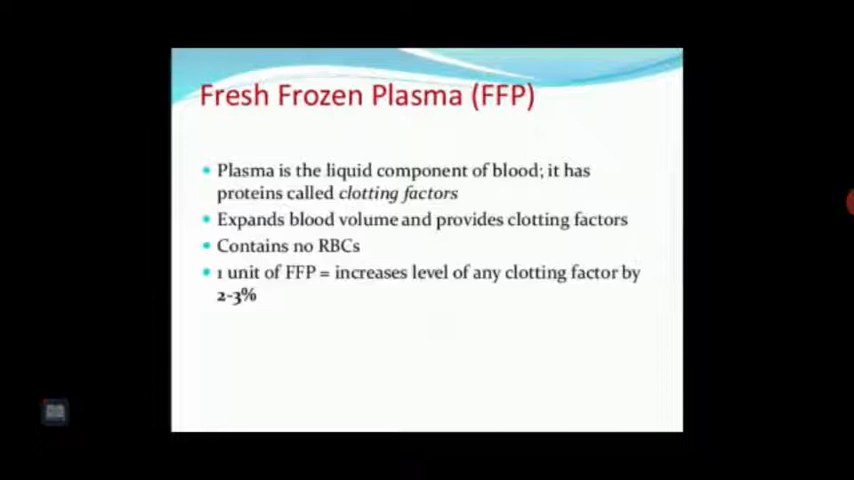 Fresh Frozen Plasma (FFP)
• Plasma is the liquid component of blood; it has
proteins called clotting factors
• Expands blood volume and provides clotting factors
• Contains no RBCs
• 1 unit of FFP = increases level of any clotting factor by
2-3%